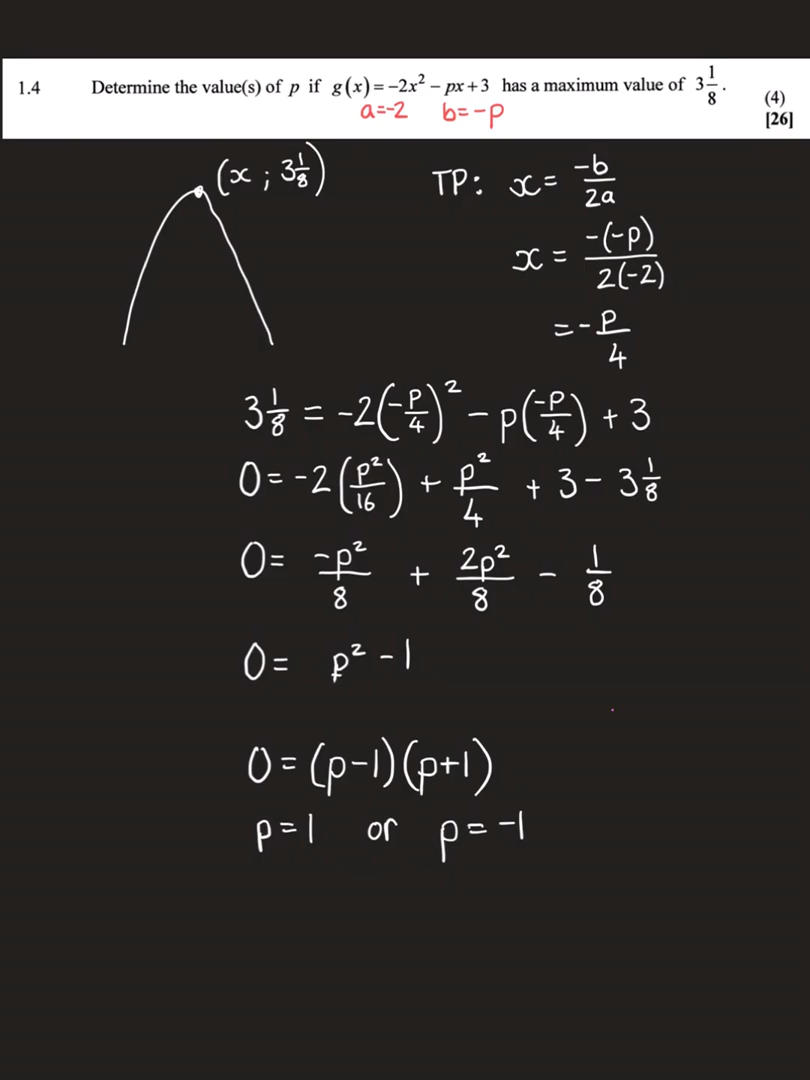 1.4 Determine the value(s) of p if g(x) = −2x² − px + 3 has a maximum value of 3 1/8 . (4)
[26]
a=-2 b=-p
(x ; 3 1/8)
TP: x = -b/2a
x = -(-p)/2(-2)
= -p/4
3 1/8 = -2(-p/4)² - p(-p/4) + 3
0 = -2(p²/16) + p²/4 + 3 - 3 1/8
0 = -p²/8 + 2p²/8 - 1/8
0 = p² - 1
0 = (p-1)(p+1)
p = 1 or p = -1